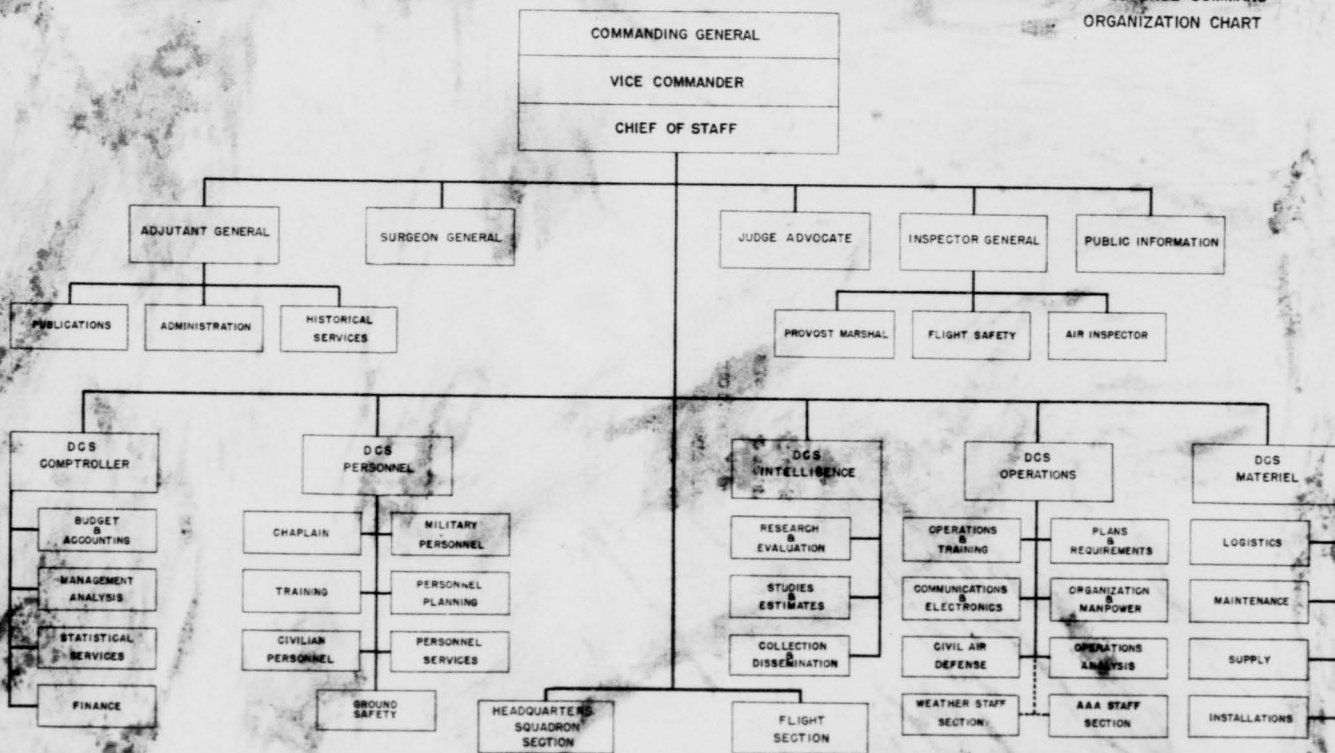 COMMAND
ORGANIZATION CHART
COMMANDING GENERAL
VICE COMMANDER
CHIEF OF STAFF
ADJUTANT GENERAL
SURGEON GENERAL
JUDGE ADVOCATE
INSPECTOR GENERAL
PUBLIC INFORMATION
PUBLICATIONS
ADMINISTRATION
HISTORICAL
SERVICES
PROVOST MARSHAL
FLIGHT SAFETY
AIR INSPECTOR
DCS
COMPTROLLER
BUDGET
&
ACCOUNTING
MANAGEMENT
ANALYSIS
STATISTICAL
SERVICES
FINANCE
DCS
PERSONNEL
CHAPLAIN
MILITARY
PERSONNEL
TRAINING
PERSONNEL
PLANNING
CIVILIAN
PERSONNEL
PERSONNEL
SERVICES
GROUND
SAFETY
HEADQUARTERS
SQUADRON
SECTION
FLIGHT
SECTION
DCS
INTELLIGENCE
RESEARCH
&
EVALUATION
STUDIES
&
ESTIMATES
COLLECTION
&
DISSEMINATION
DCS
OPERATIONS
OPERATIONS
&
TRAINING
PLANS
&
REQUIREMENTS
COMMUNICATIONS
&
ELECTRONICS
ORGANIZATION
&
MANPOWER
CIVIL AIR
DEFENSE
OPERATIONS
ANALYSIS
WEATHER STAFF
SECTION
AAA STAFF
SECTION
DCS
MATERIEL
LOGISTICS
MAINTENANCE
SUPPLY
INSTALLATIONS